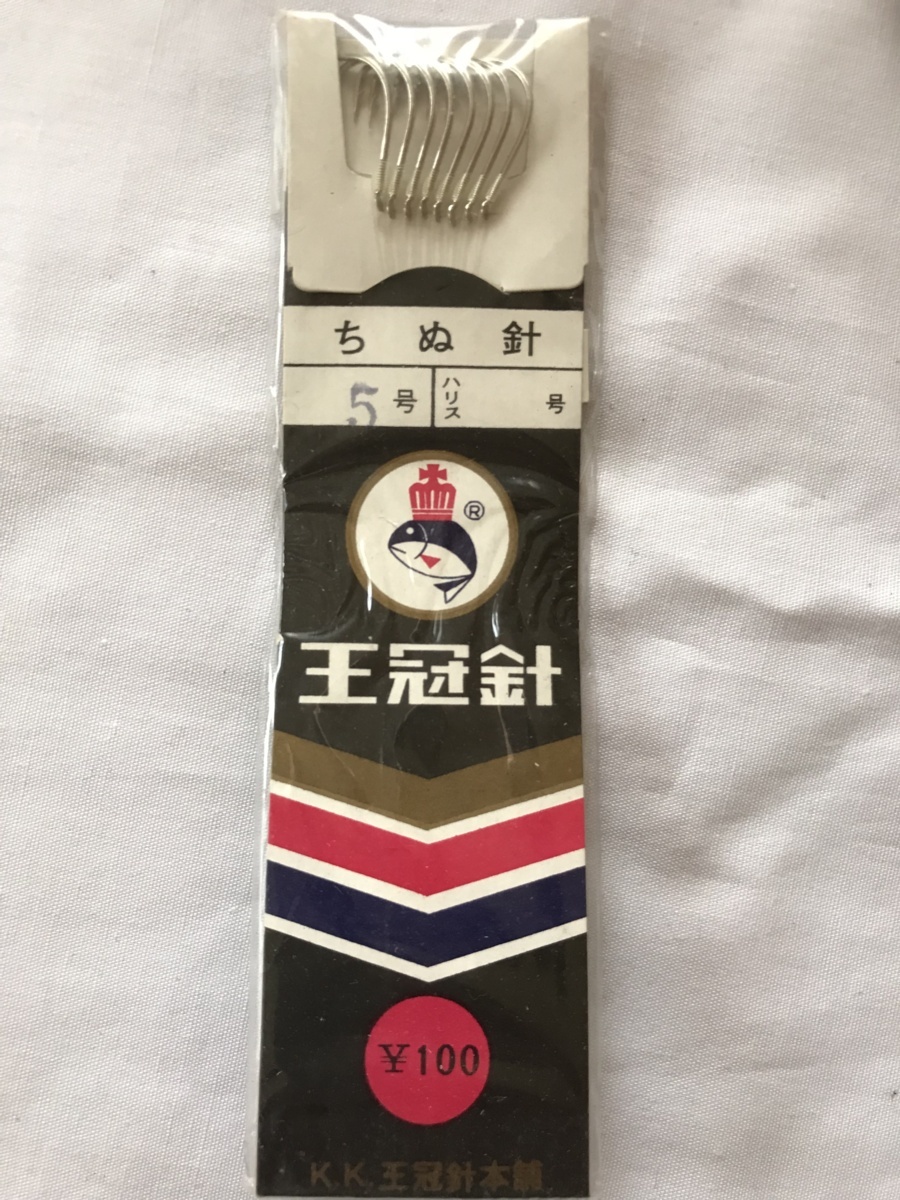 ちぬ針
5号 ハリス 号
®
王冠針
¥100
K.K.王冠針本舗